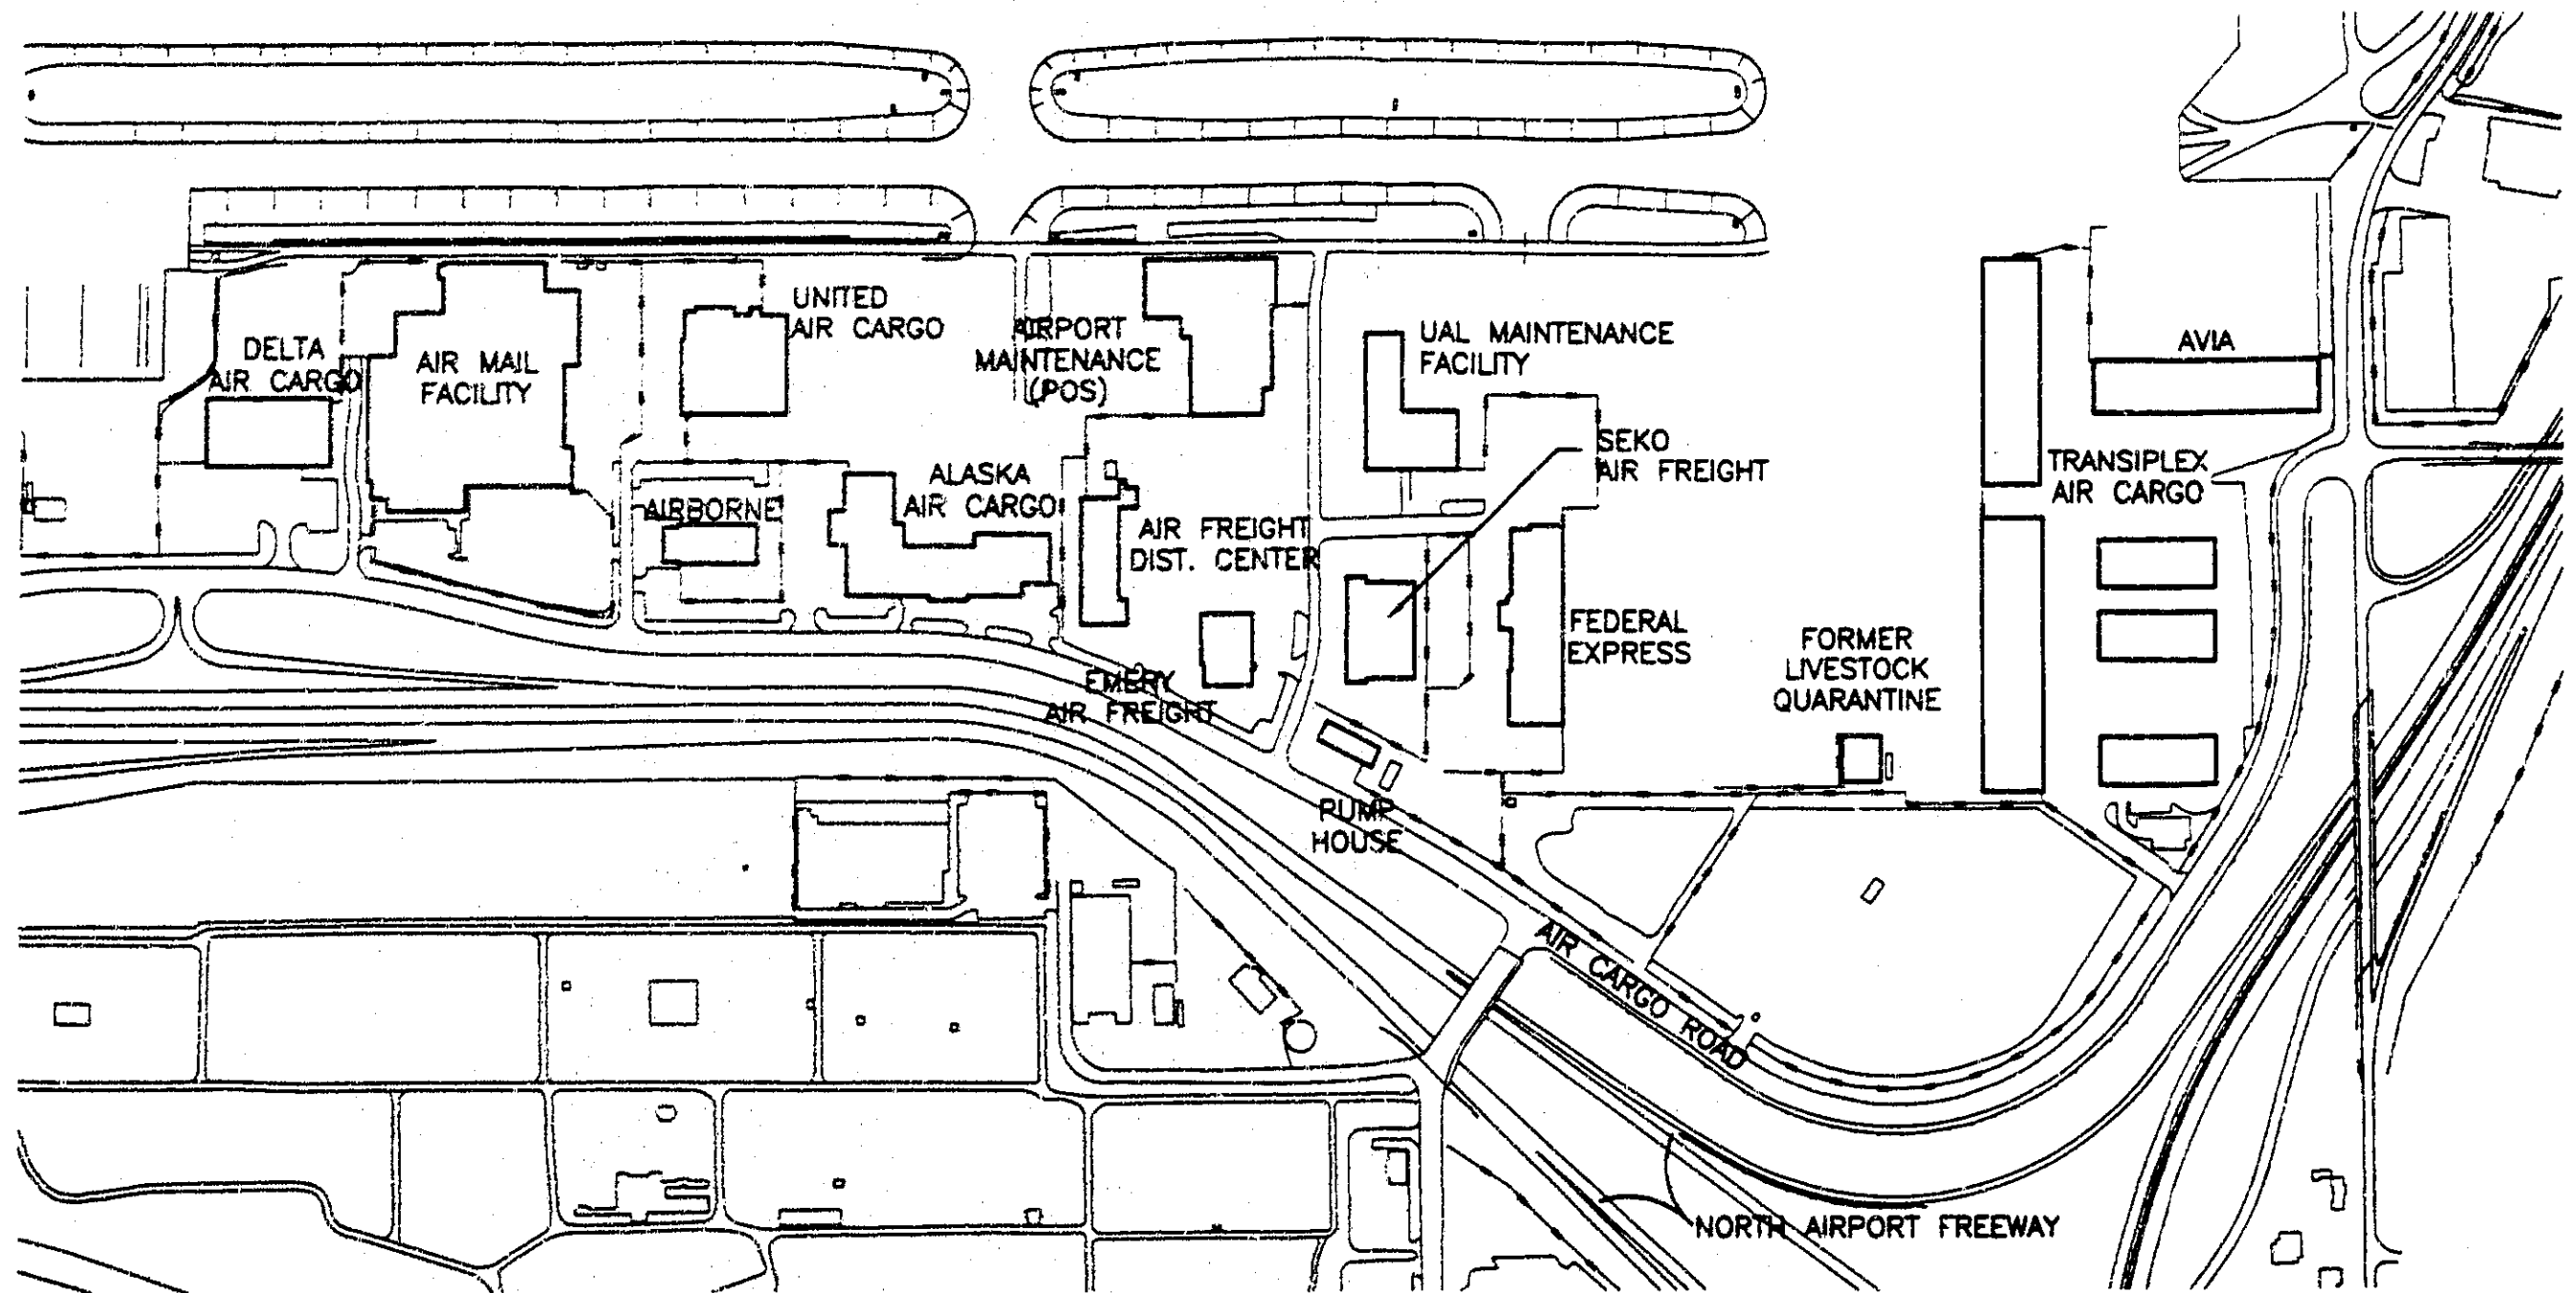 DELTA
AIR CARGO
AIR MAIL
FACILITY
UNITED
AIR CARGO
AIRPORT
MAINTENANCE
(POS)
UAL MAINTENANCE
FACILITY
SEKO
AIR FREIGHT
AVIA
TRANSIPLEX
AIR CARGO
AIRBORNE
ALASKA
AIR CARGO
AIR FREIGHT
DIST. CENTER
FEDERAL
EXPRESS
FORMER
LIVESTOCK
QUARANTINE
EMERY
AIR FREIGHT
PUMP
HOUSE
AIR CARGO ROAD
NORTH AIRPORT FREEWAY